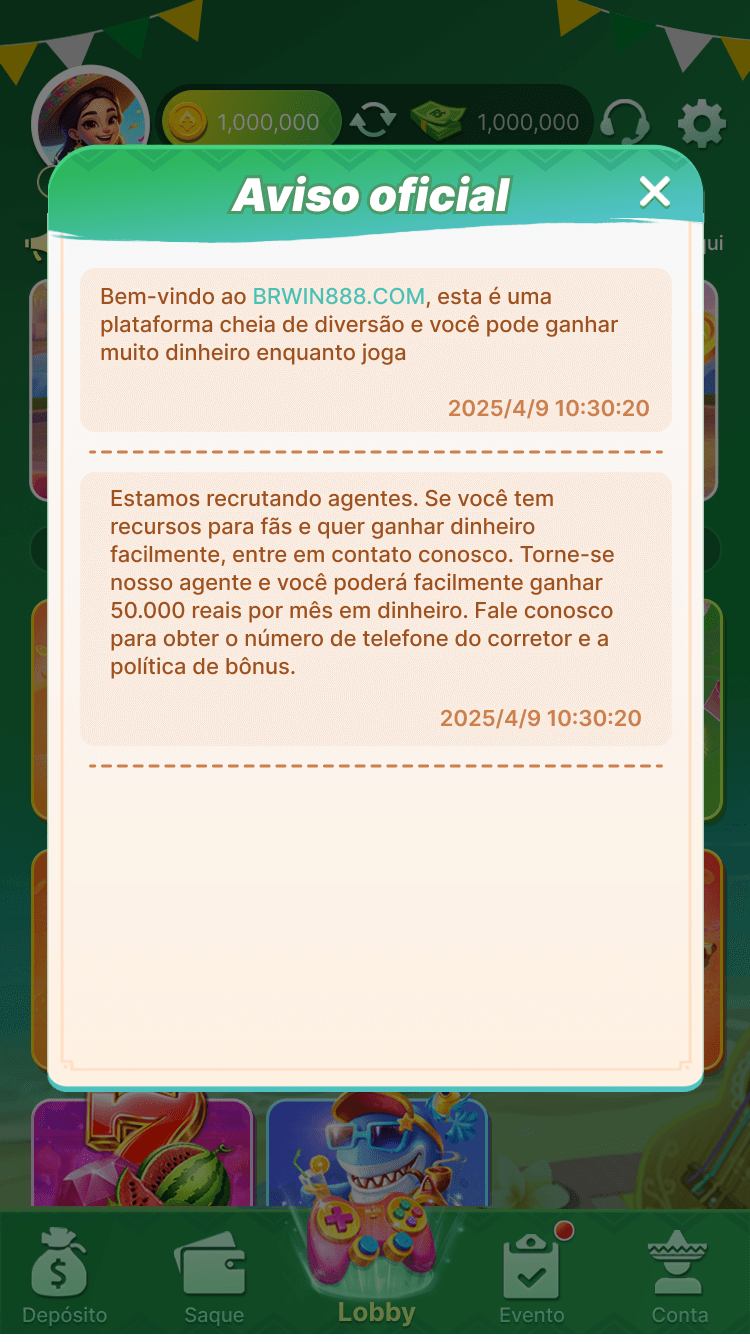 1,000,000
1,000,000
Aviso oficial
qui
Bem-vindo ao BRWIN888.COM, esta é uma
plataforma cheia de diversão e você pode ganhar
muito dinheiro enquanto joga
2025/4/9 10:30:20
Estamos recrutando agentes. Se você tem
recursos para fãs e quer ganhar dinheiro
facilmente, entre em contato conosco. Torne-se
nosso agente e você poderá facilmente ganhar
50.000 reais por mês em dinheiro. Fale conosco
para obter o número de telefone do corretor e a
política de bônus.
2025/4/9 10:30:20
Depósito
Saque
Lobby
Evento
Conta